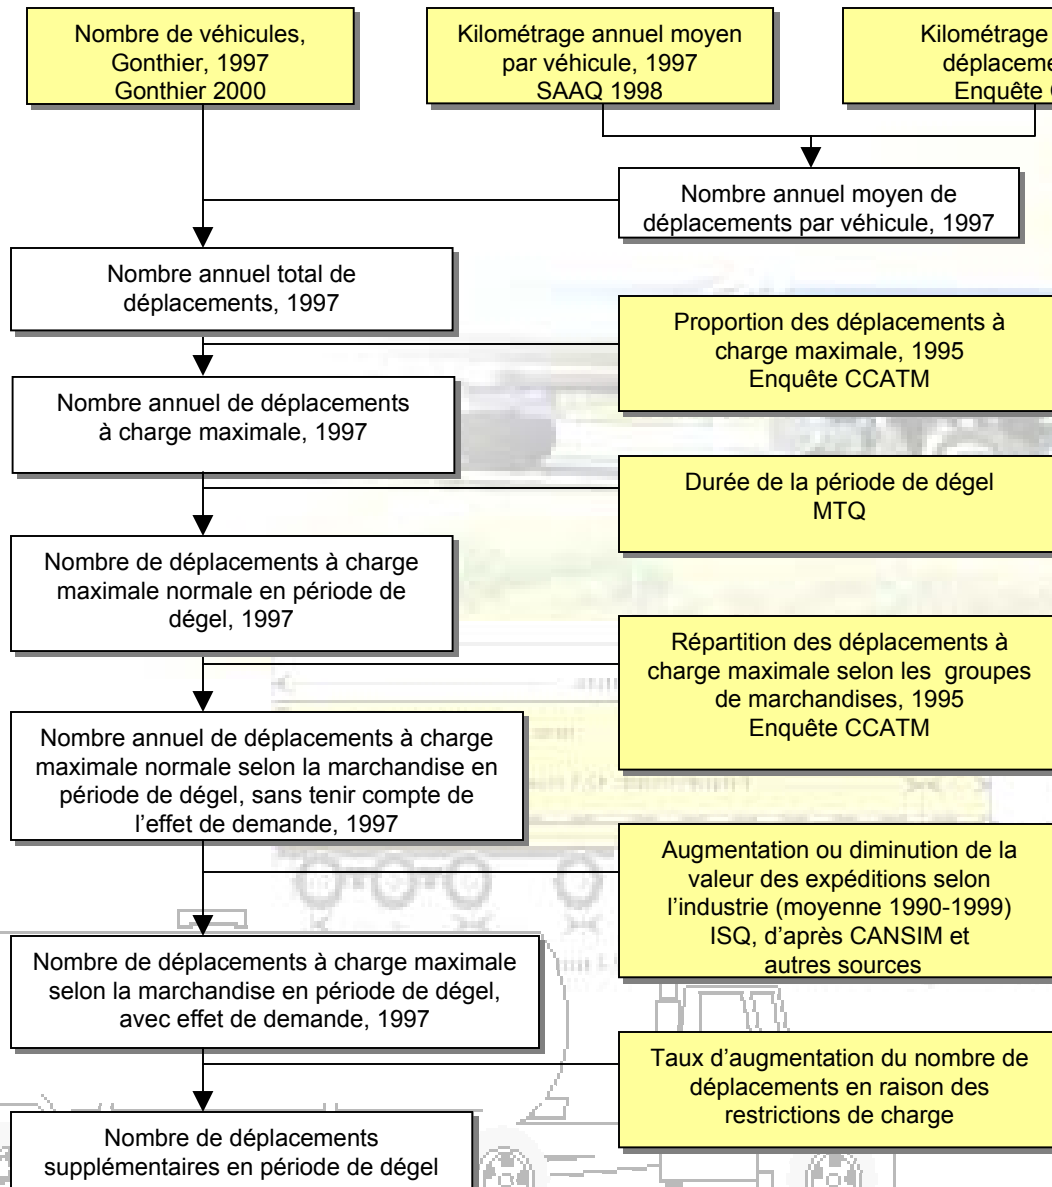 Nombre de véhicules,
Gonthier, 1997
Gonthier 2000
Kilométrage annuel moyen
par véhicule, 1997
SAAQ 1998
Kilométrage
Enquête
Nombre annuel moyen de
déplacements par véhicule, 1997
Nombre annuel total de
déplacements, 1997
Proportion des déplacements à
charge maximale, 1995
Enquête CCATM
Nombre annuel de déplacements
à charge maximale, 1997
Durée de la période de dégel
MTQ
Nombre de déplacements à charge
maximale normale en période de
dégel, 1997
Répartition des déplacements à
charge maximale selon les groupes
de marchandises, 1995
Enquête CCATM
Nombre annuel de déplacements à charge
maximale normale selon la marchandise en
période de dégel, sans tenir compte de
l’effet de demande, 1997
Augmentation ou diminution de la
valeur des expéditions selon
l’industrie (moyenne 1990-1999)
ISQ, d’après CANSIM et
autres sources
Nombre de déplacements à charge maximale
selon la marchandise en période de dégel,
avec effet de demande, 1997
Taux d’augmentation du nombre de
déplacements en raison des
restrictions de charge
Nombre de déplacements
supplémentaires en période de dégel